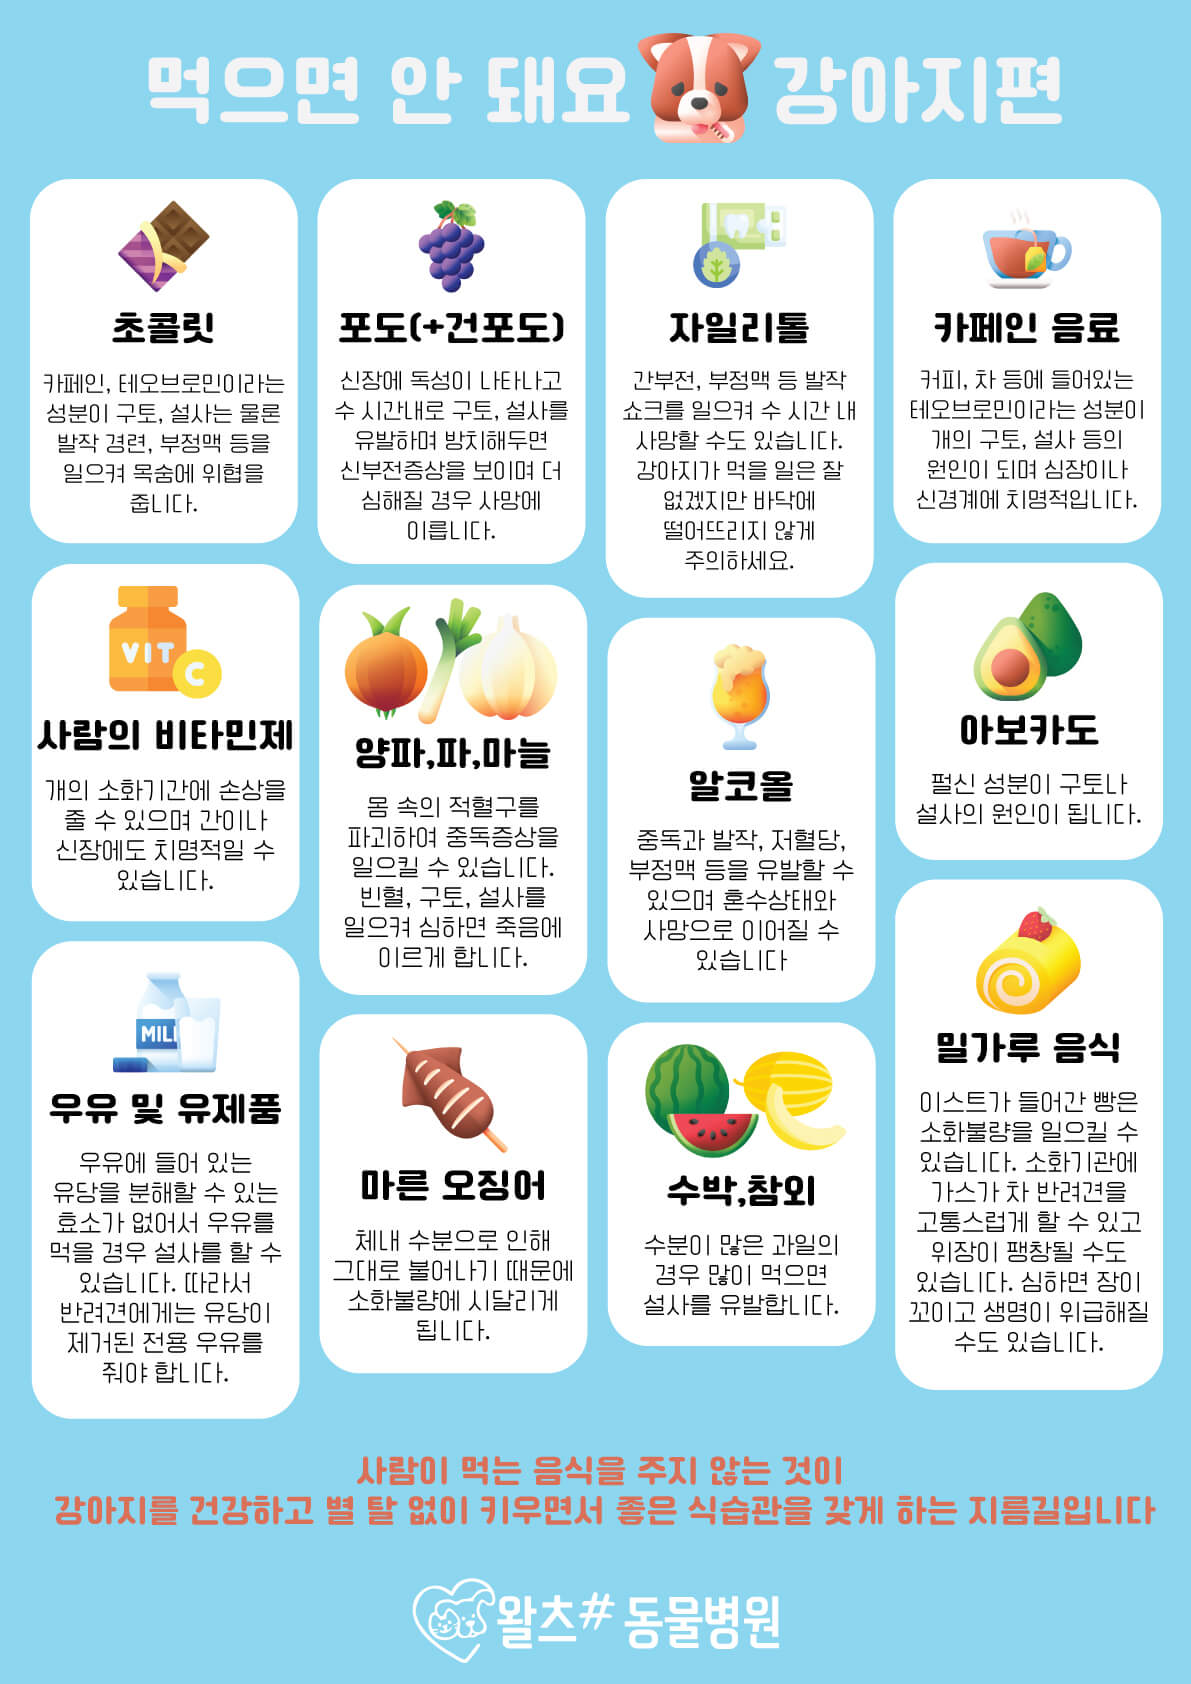 먹으면 안 돼요 강아지편
초콜릿
카페인, 테오브로민이라는
성분이 구토, 설사는 물론
발작 경련, 부정맥 등을
일으켜 목숨에 위협을
줍니다.
포도(+건포도)
신장에 독성이 나타나고
수 시간내로 구토, 설사를
유발하며 방치해두면
신부전증상을 보이며 더
심해질 경우 사망에
이릅니다.
자일리톨
간부전, 부정맥 등 발작
쇼크를 일으켜 수 시간 내
사망할 수도 있습니다.
강아지가 먹을 일은 잘
없겠지만 바닥에
떨어뜨리지 않게
주의하세요.
카페인 음료
커피, 차 등에 들어있는
테오브로민이라는 성분이
개의 구토, 설사 등의
원인이 되며 심장이나
신경계에 치명적입니다.
VIT
C
사람의 비타민제
개의 소화기간에 손상을
줄 수 있으며 간이나
신장에도 치명적일 수
있습니다.
양파,파,마늘
몸 속의 적혈구를
파괴하여 중독증상을
일으킬 수 있습니다.
빈혈, 구토, 설사를
일으켜 심하면 죽음에
이르게 합니다.
알코올
중독과 발작, 저혈당,
부정맥 등을 유발할 수
있으며 혼수상태와
사망으로 이어질 수
있습니다
아보카도
펄신 성분이 구토나
설사의 원인이 됩니다.
MIL
우유 및 유제품
우유에 들어 있는
유당을 분해할 수 있는
효소가 없어서 우유를
먹을 경우 설사를 할 수
있습니다. 따라서
반려견에게는 유당이
제거된 전용 우유를
줘야 합니다.
마른 오징어
체내 수분으로 인해
그대로 불어나기 때문에
소화불량에 시달리게
됩니다.
수박,참외
수분이 많은 과일의
경우 많이 먹으면
설사를 유발합니다.
밀가루 음식
이스트가 들어간 빵은
소화불량을 일으킬 수
있습니다. 소화기관에
가스가 차 반려견을
고통스럽게 할 수 있고
위장이 팽창될 수도
있습니다. 심하면 장이
꼬이고 생명이 위급해질
수도 있습니다.
사람이 먹는 음식을 주지 않는 것이
강아지를 건강하고 별 탈 없이 키우면서 좋은 식습관을 갖게 하는 지름길입니다
왈츠# 동물병원